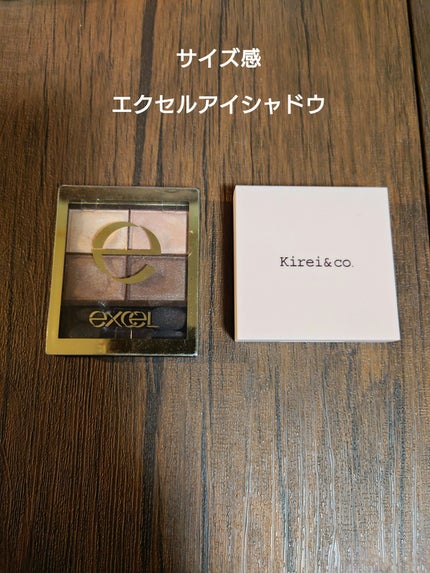 サイズ感
エクセルアイシャドウ
e
excel
Kirei&co.